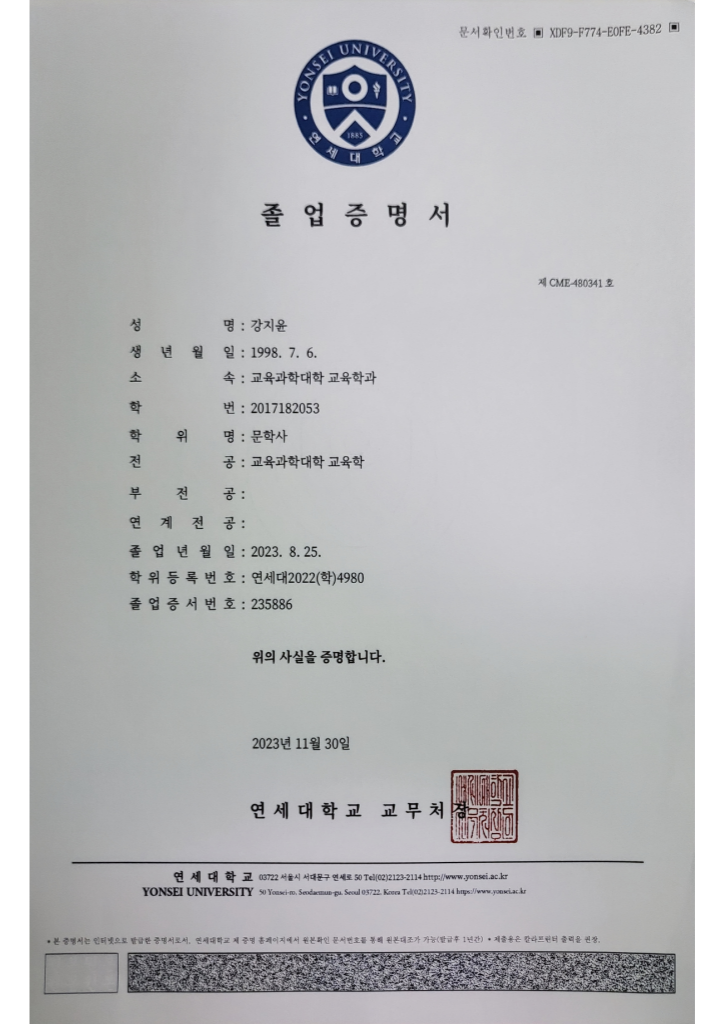 문서확인번호 ▣ XDF9-F774-E0FE-4382 ▣
YONSEI UNIVERSITY
1885
연세대학교
졸업증명서
제 CME-480341 호
성명 : 강지윤
생년월일 : 1998. 7. 6.
소속 : 교육과학대학 교육학과
학번 : 2017182053
학위명 : 문학사
전공 : 교육과학대학 교육학
부전공 :
연계전공 :
졸업년월일 : 2023. 8. 25.
학위등록번호 : 연세대2022(학)4980
졸업증서번호 : 235886
위의 사실을 증명합니다.
2023년 11월 30일
연세대학교 교무처장
연세대학교 03722 서울시 서대문구 연세로 50 Tel(02)2123-2114 http://www.yonsei.ac.kr
YONSEI UNIVERSITY 50 Yonsei-ro, Seodaemun-gu, Seoul 03722, Korea Tel(02)2123-2114 https://www.yonsei.ac.kr
* 본 증명서는 인터넷으로 발급한 증명서로서, 연세대학교 제 증명 홈페이지에서 원본확인 문서번호를 통해 원본대조가 가능(발급후 1년간) * 제출용은 칼라프린터 출력을 권장.